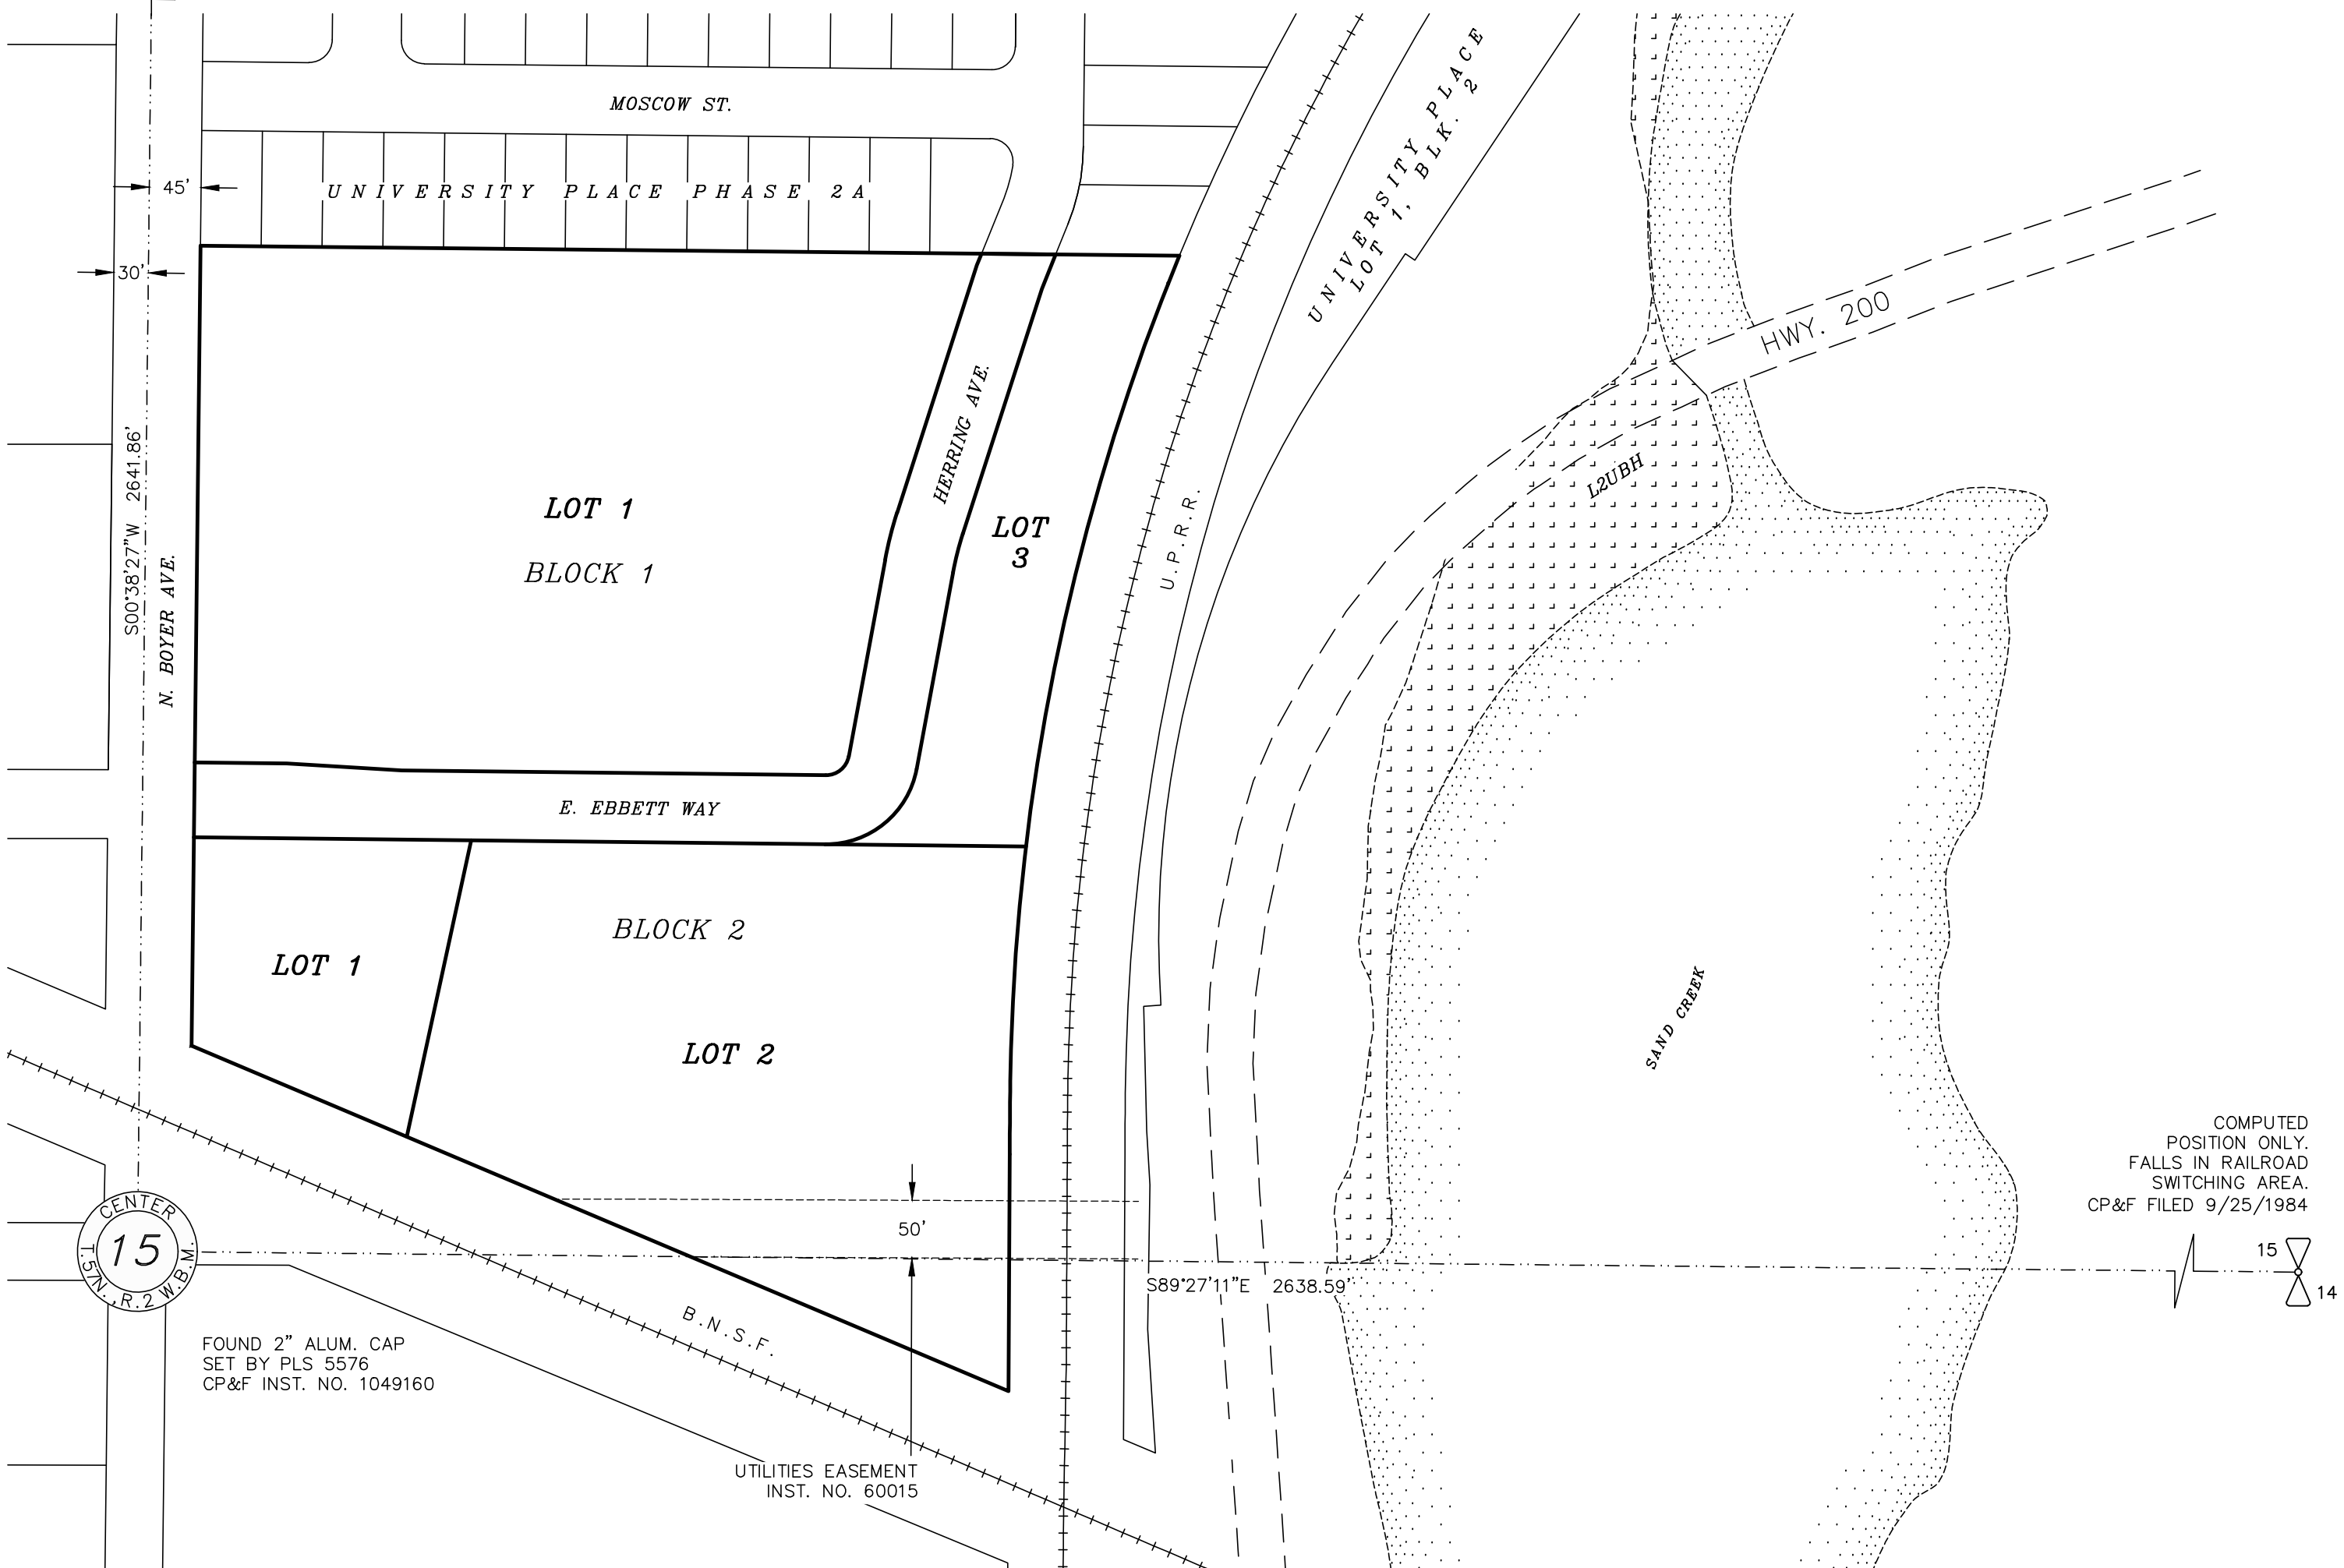 MOSCOW ST.
45'
UNIVERSITY PLACE PHASE 2A
30'
UNIVERSITY PLACE
LOT 1, BLK. 2
HWY. 200
S00°38'27"W 2641.86'
N. BOYER AVE.
HERRING AVE.
L2UBH
LOT 1
BLOCK 1
LOT
3
U.P.R.R.
E. EBBETT WAY
BLOCK 2
LOT 1
LOT 2
SAND CREEK
COMPUTED
POSITION ONLY.
FALLS IN RAILROAD
SWITCHING AREA.
CP&F FILED 9/25/1984
CENTER
15
T.57N., R.2 W.B.M.
50'
S89°27'11"E 2638.59'
15
14
B.N.S.F.
FOUND 2" ALUM. CAP
SET BY PLS 5576
CP&F INST. NO. 1049160
UTILITIES EASEMENT
INST. NO. 60015